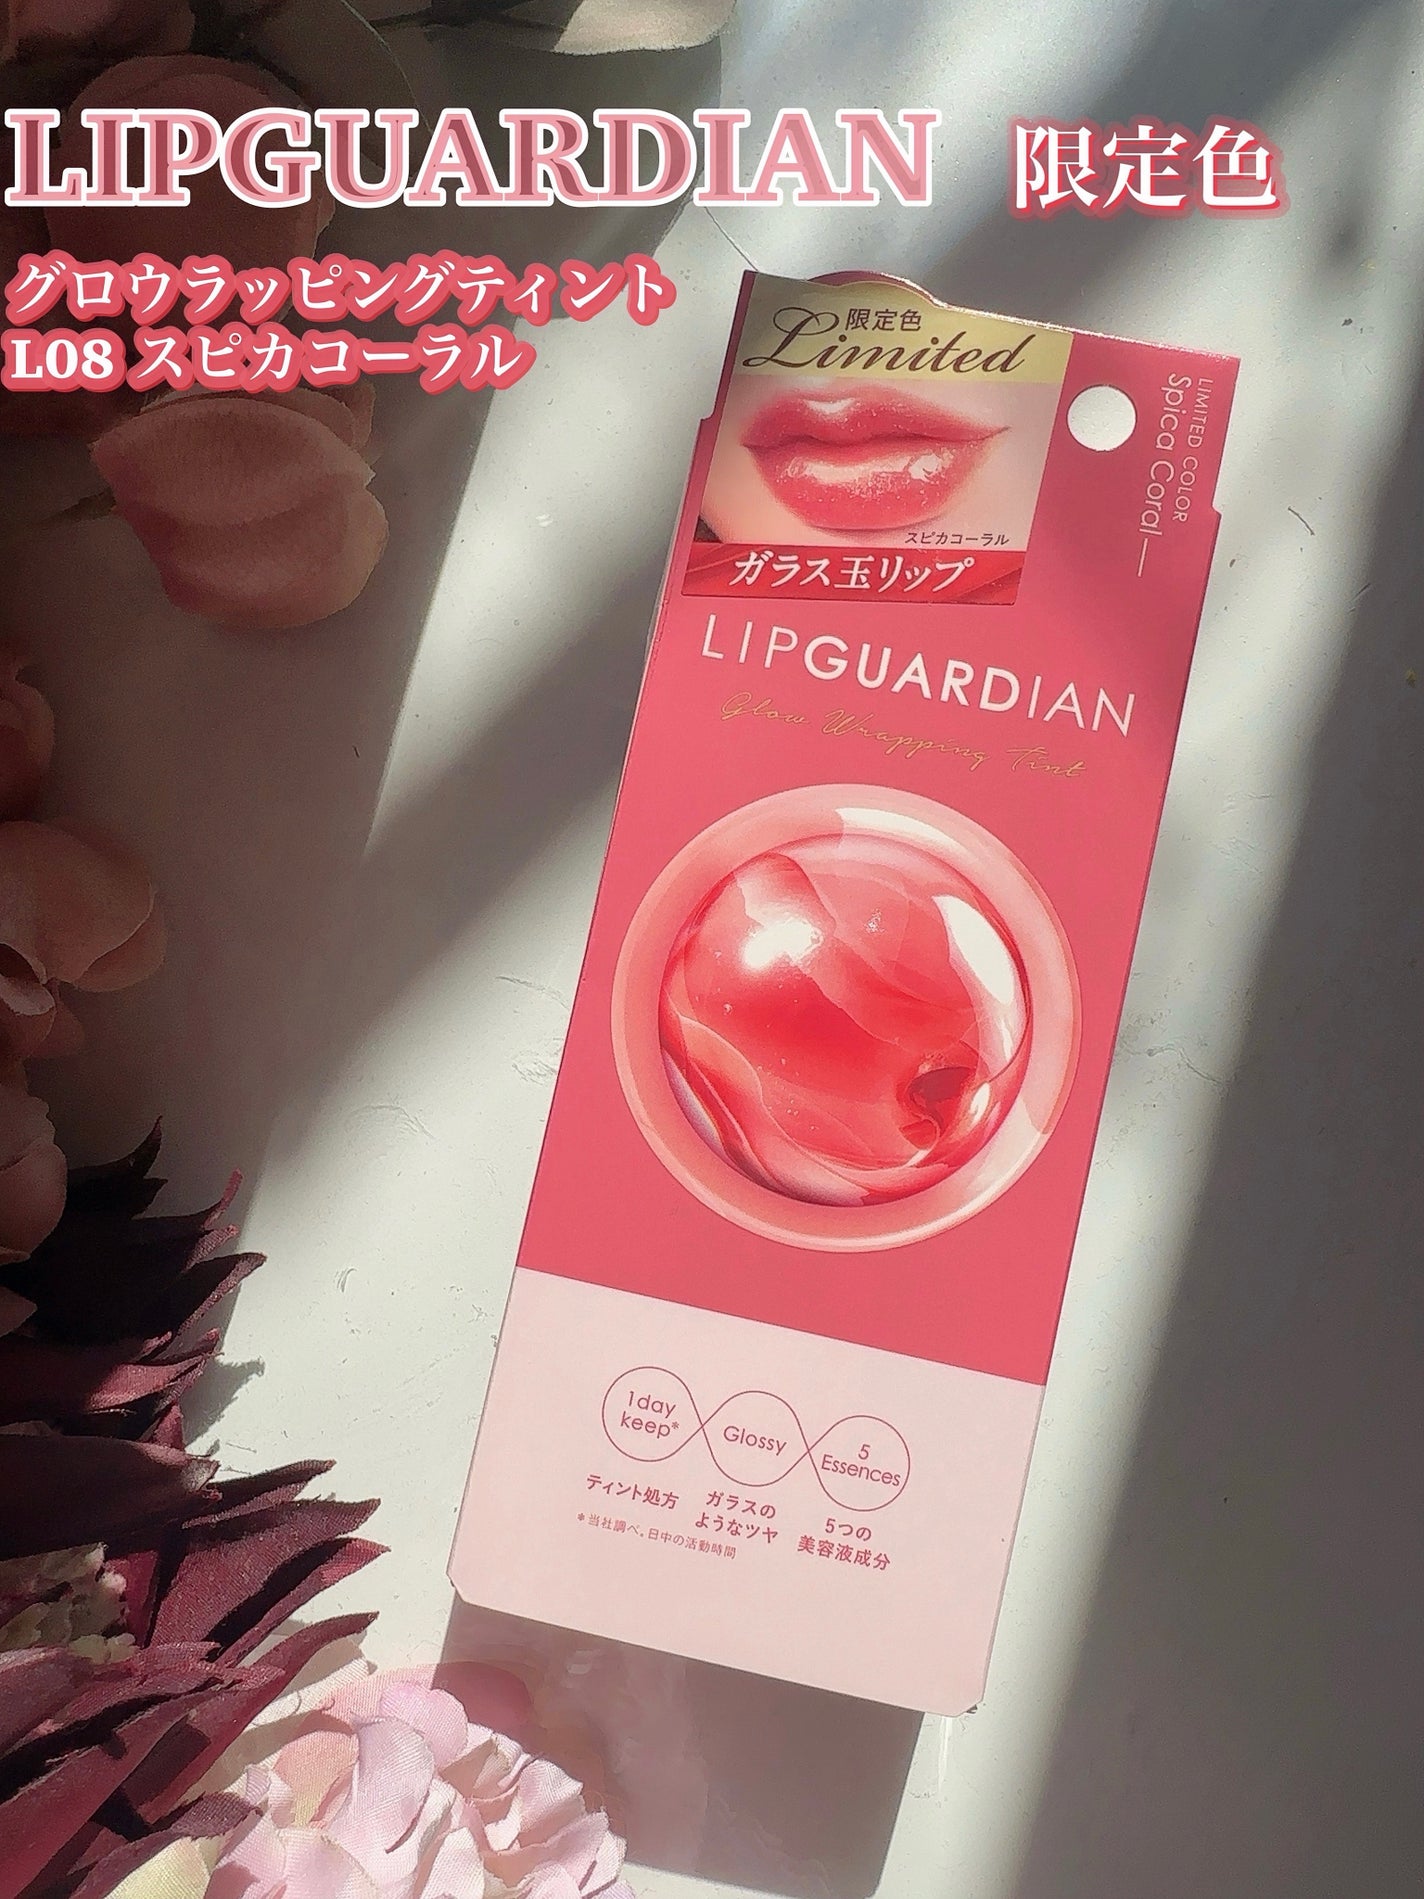 LIPGUARDIAN 限定色
グロウラッピングティント
L08 スピカコーラル
限定色
Limited
スピカコーラル
ガラス玉リップ
LIMITED COLOR
Spica Coral
LIPGUARDIAN
Glow Wrapping Tint
1day
keep*
Glossy
5
Essences
ティント処方
ガラスの
ようなツヤ
5つの
美容液成分
*当社調べ。日中の活動時間